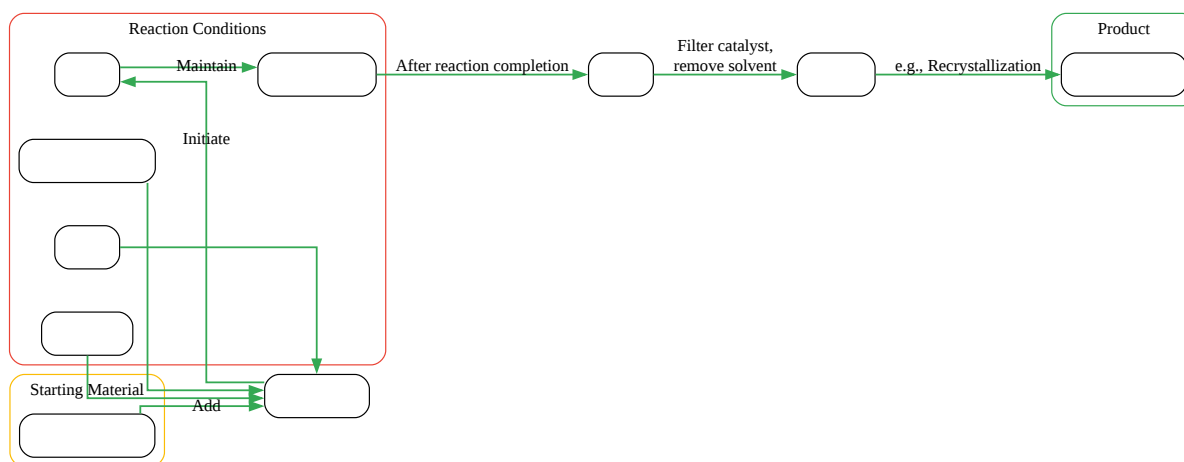 Reaction Conditions
Product
Maintain
After reaction completion
Filter catalyst,
remove solvent
e.g., Recrystallization
Initiate
Starting Material
Add